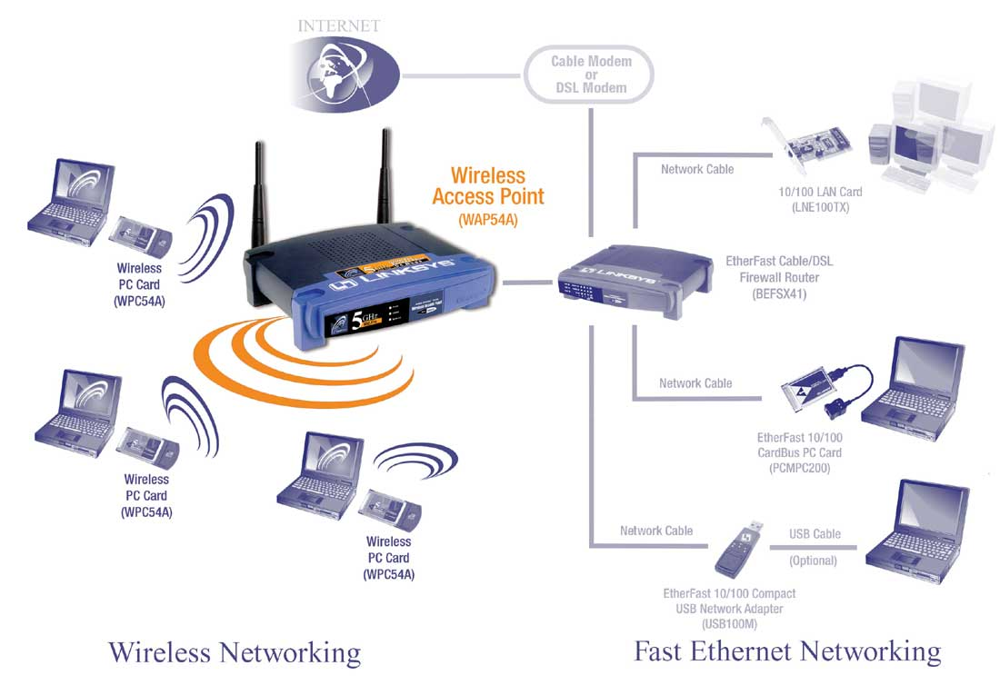 INTERNET
Cable Modem
or
DSL Modem
Wireless
Access Point
(WAP54A)
Network Cable
10/100 LAN Card
(LNE100TX)
Wireless
PC Card
(WPC54A)
LINKSYS
5 GHz
LINKSYS
EtherFast Cable/DSL
Firewall Router
(BEFSX41)
Network Cable
EtherFast 10/100
CardBus PC Card
(PCMPC200)
Wireless
PC Card
(WPC54A)
Wireless
PC Card
(WPC54A)
Network Cable
USB Cable
(Optional)
EtherFast 10/100 Compact
USB Network Adapter
(USB100M)
Wireless Networking
Fast Ethernet Networking